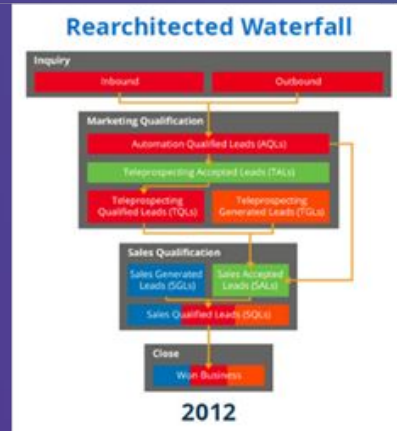 Rearchitected Waterfall
Inquiry
Inbound
Outbound
Marketing Qualification
Automation Qualified Leads (AQLs)
Teleprospecting Accepted Leads (TALs)
Teleprospecting
Qualified Leads (TQLs)
Teleprospecting
Generated Leads (TGLs)
Sales Qualification
Sales Generated
Leads (SGLs)
Sales Accepted
Leads (SALs)
Sales Qualified Leads (SQLs)
Close
Won Business
2012